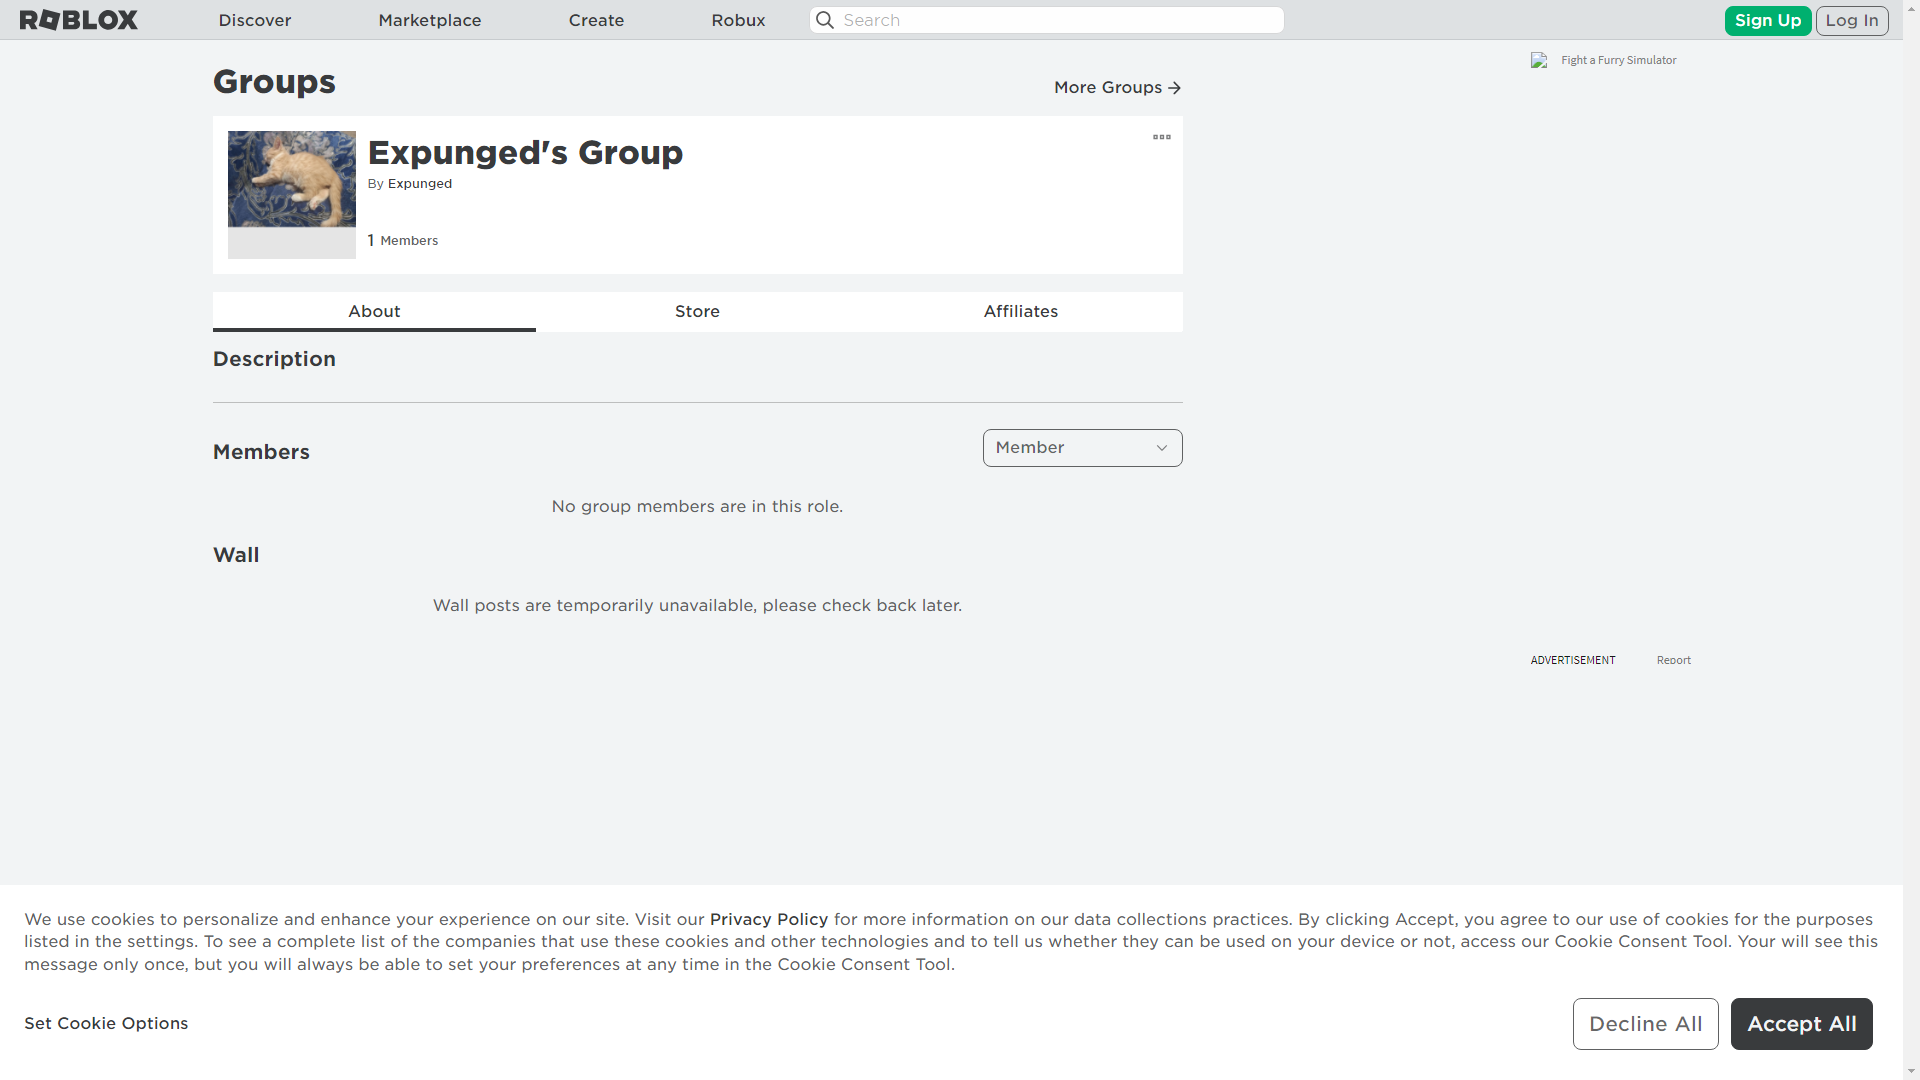 ROBLOX
Discover
Marketplace
Create
Robux
Search
Sign Up
Log In
Groups
More Groups
Fight a Furry Simulator
Expunged's Group
By Expunged
1 Members
About
Store
Affiliates
Description
Members
Member
No group members are in this role.
Wall
Wall posts are temporarily unavailable, please check back later.
ADVERTISEMENT
Report
We use cookies to personalize and enhance your experience on our site. Visit our Privacy Policy for more information on our data collections practices. By clicking Accept, you agree to our use of cookies for the purposes
listed in the settings. To see a complete list of the companies that use these cookies and other technologies and to tell us whether they can be used on your device or not, access our Cookie Consent Tool. Your will see this
message only once, but you will always be able to set your preferences at any time in the Cookie Consent Tool.
Set Cookie Options
Decline All
Accept All